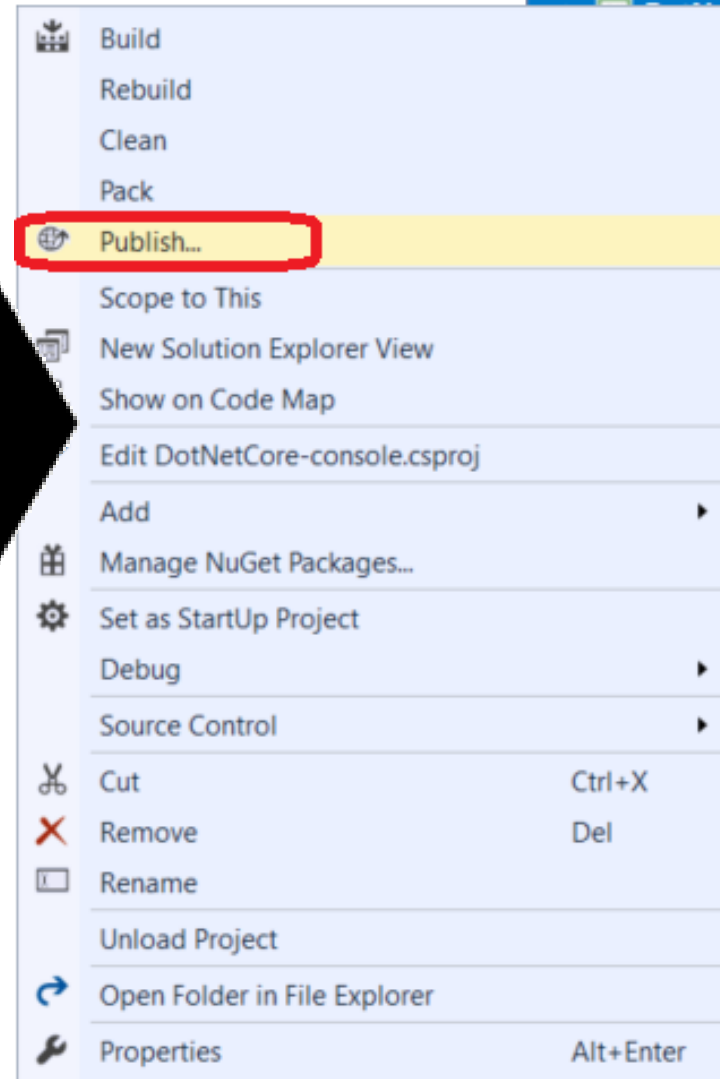 Build
Rebuild
Clean
Pack
Publish...
Scope to This
New Solution Explorer View
Show on Code Map
Edit DotNetCore-console.csproj
Add
Manage NuGet Packages...
Set as StartUp Project
Debug
Source Control
Cut Ctrl+X
Remove Del
Rename
Unload Project
Open Folder in File Explorer
Properties Alt+Enter